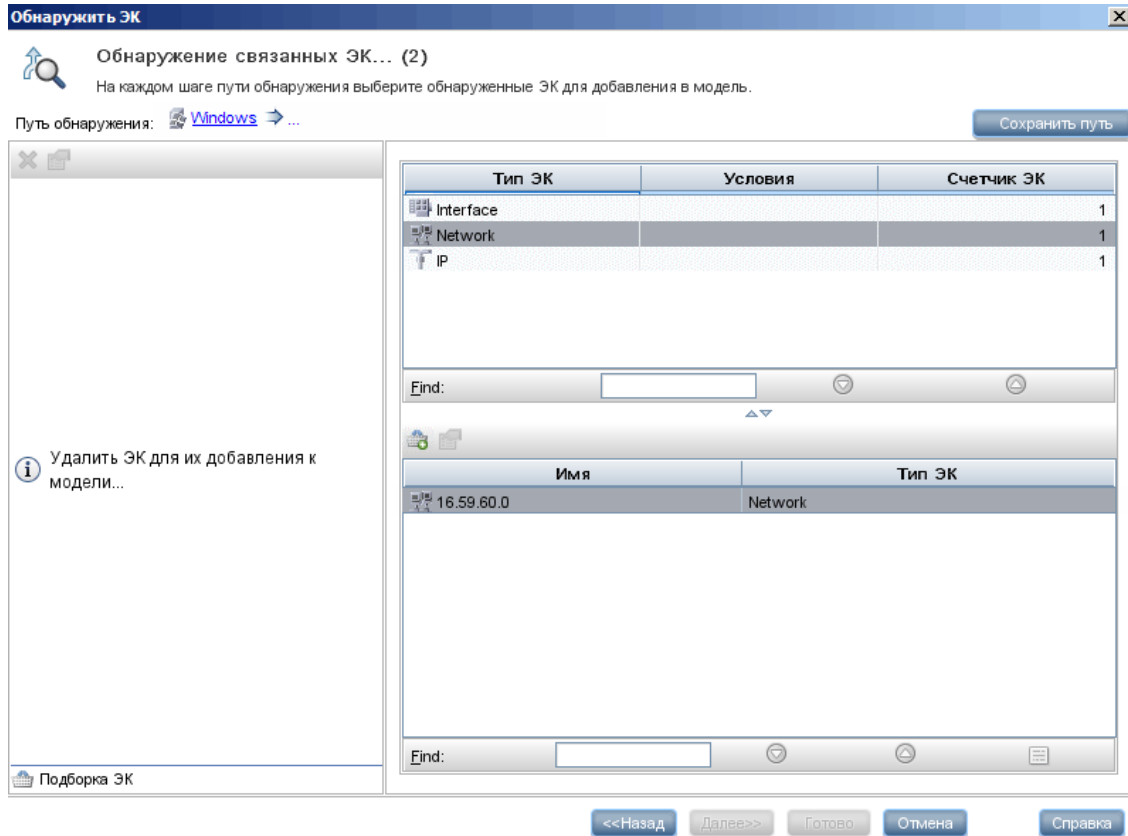 Обнаружить ЭК
Обнаружение связанных ЭК... (2)
На каждом шаге пути обнаружения выберите обнаруженные ЭК для добавления в модель.
Путь обнаружения: Windows ...
Сохранить путь
Тип ЭК Условия Счетчик ЭК
Interface 1
Network 1
IP 1
Find:
Удалить ЭК для их добавления к
модели...
Имя Тип ЭК
16.59.60.0 Network
Find:
Подборка ЭК
<<Назад Далее>> Готово Отмена Справка